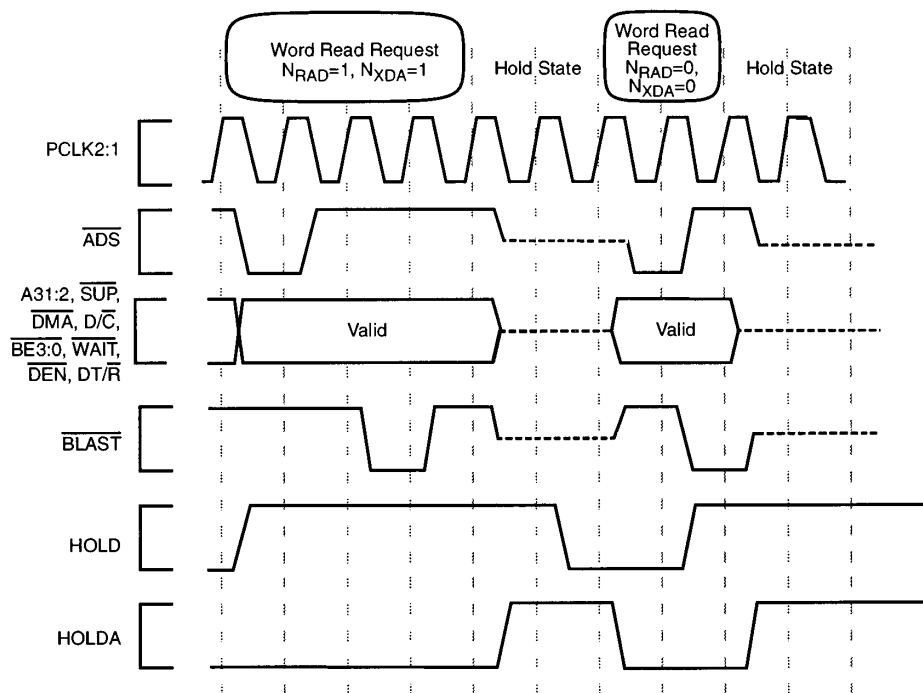 Word Read Request
NRAD=1, NXDA=1
Hold State
Word Read
Request
NRAD=0,
NXDA=0
Hold State
PCLK2:1
ADS
A31:2, SUP,
DMA, D/C,
BE3:0, WAIT,
DEN, DT/R
Valid
Valid
BLAST
HOLD
HOLDA